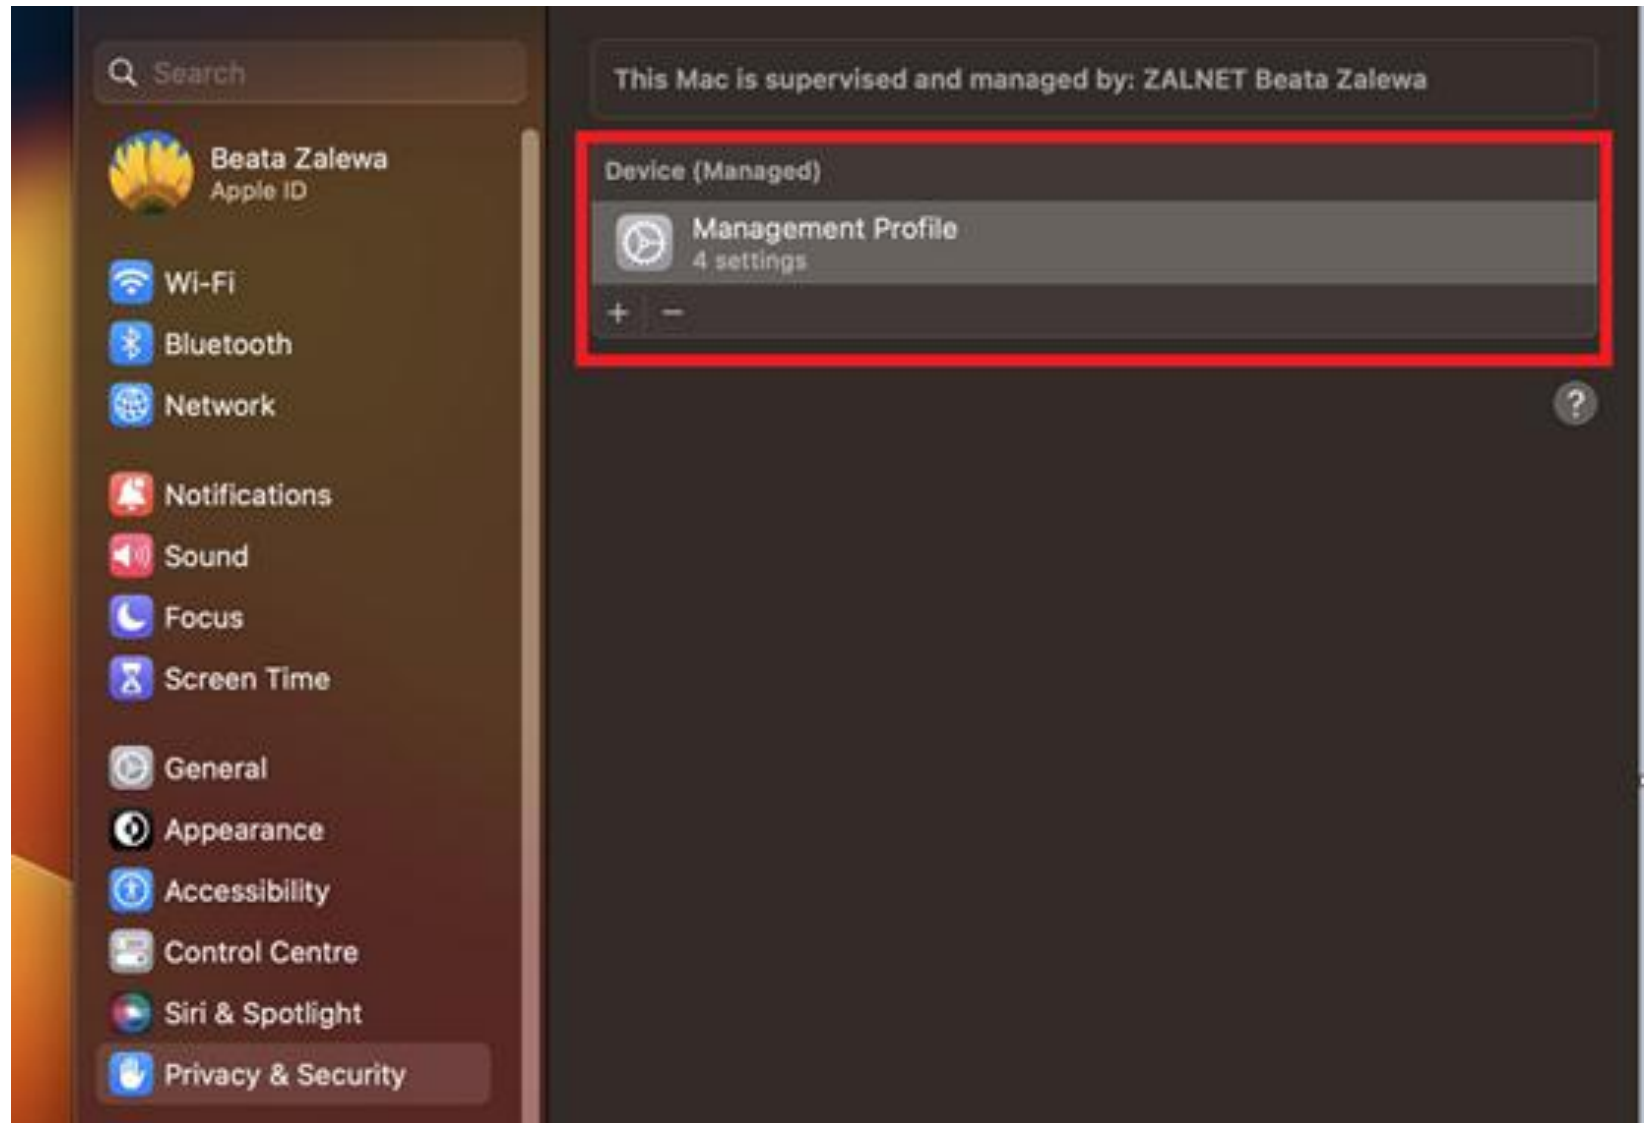 Search
Beata Zalewa
Apple ID
Wi-Fi
Bluetooth
Network
Notifications
Sound
Focus
Screen Time
General
Appearance
Accessibility
Control Centre
Siri & Spotlight
Privacy & Security
This Mac is supervised and managed by: ZALNET Beata Zalewa
Device (Managed)
Management Profile
4 settings
+ −
?